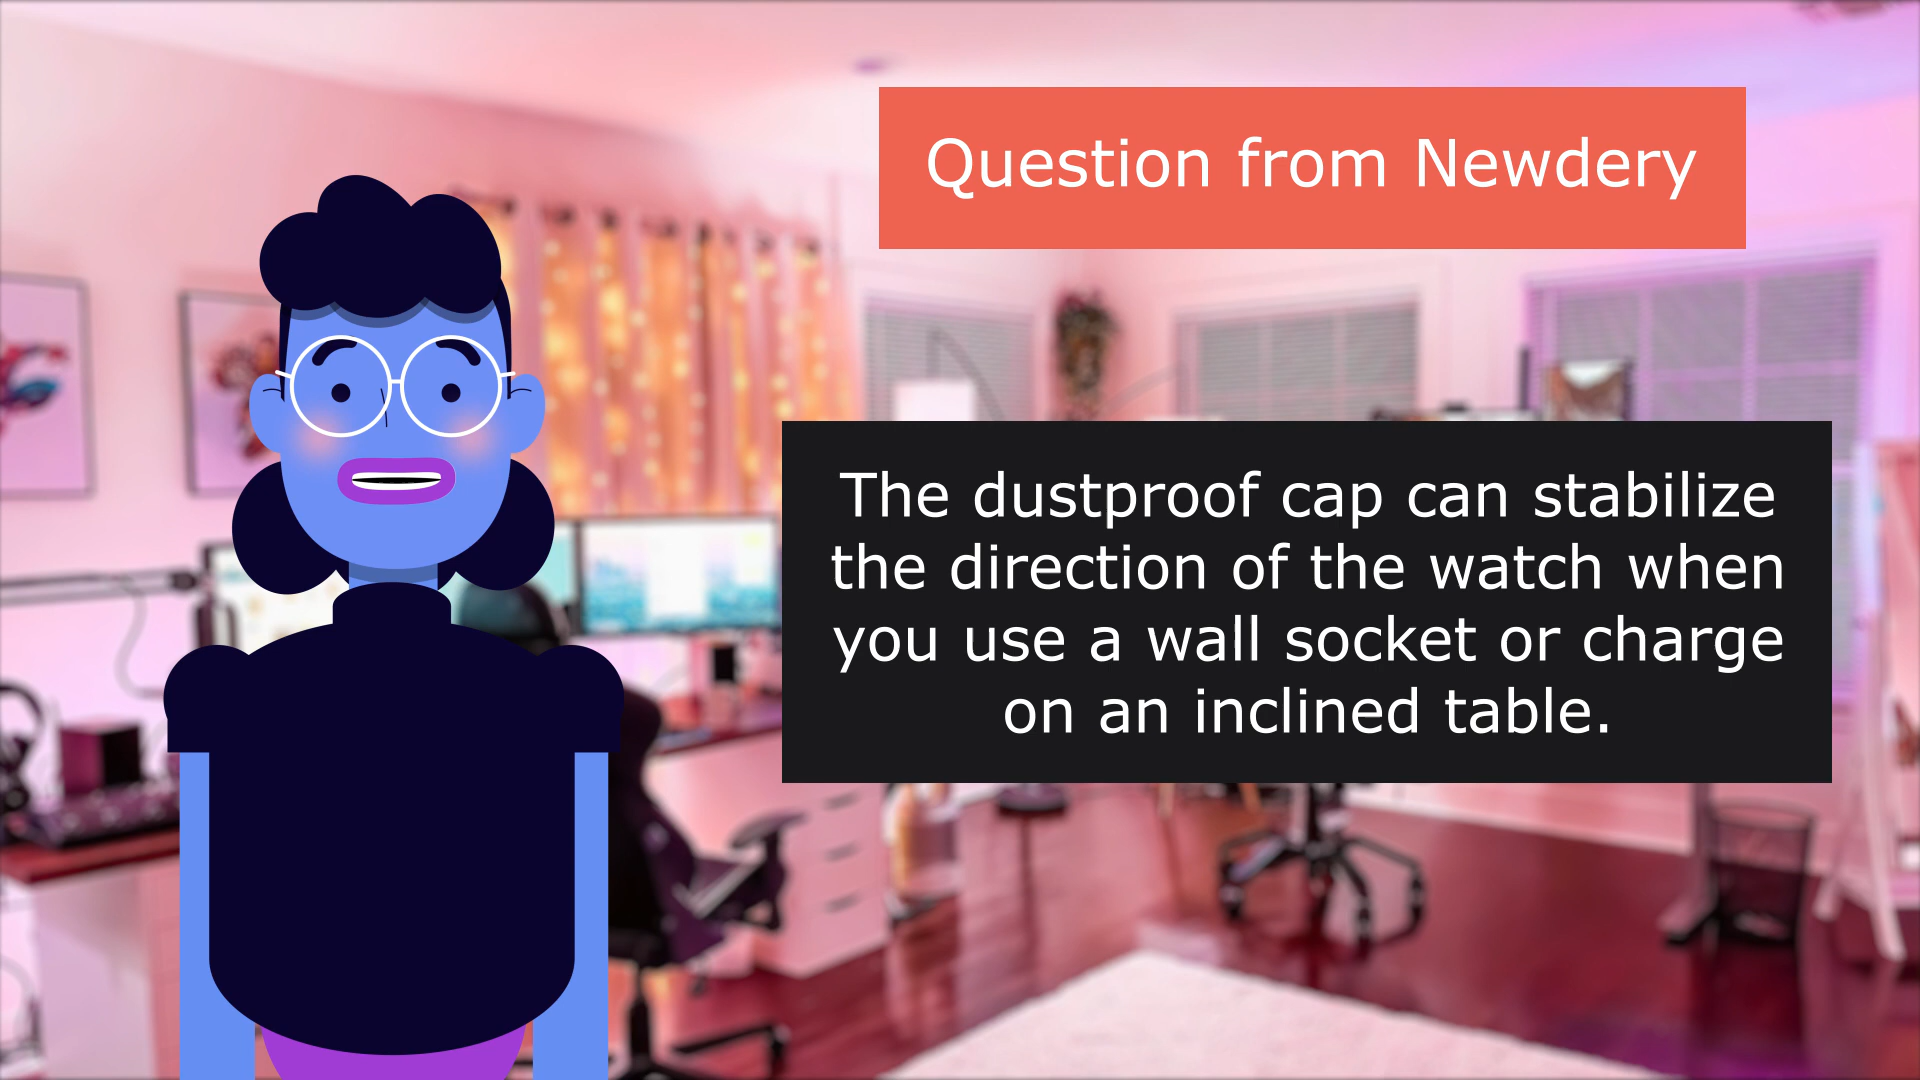 Question from Newdery
The dustproof cap can stabilize
the direction of the watch when
you use a wall socket or charge
on an inclined table.